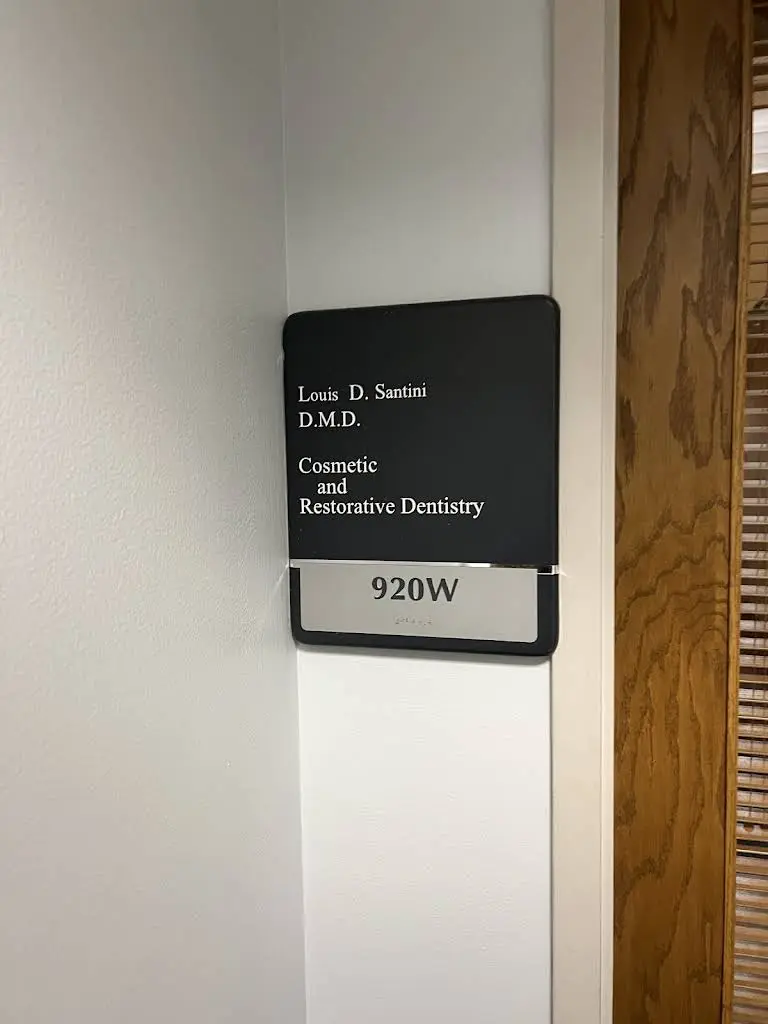 Louis D. Santini
D.M.D.
Cosmetic
and
Restorative Dentistry
920W